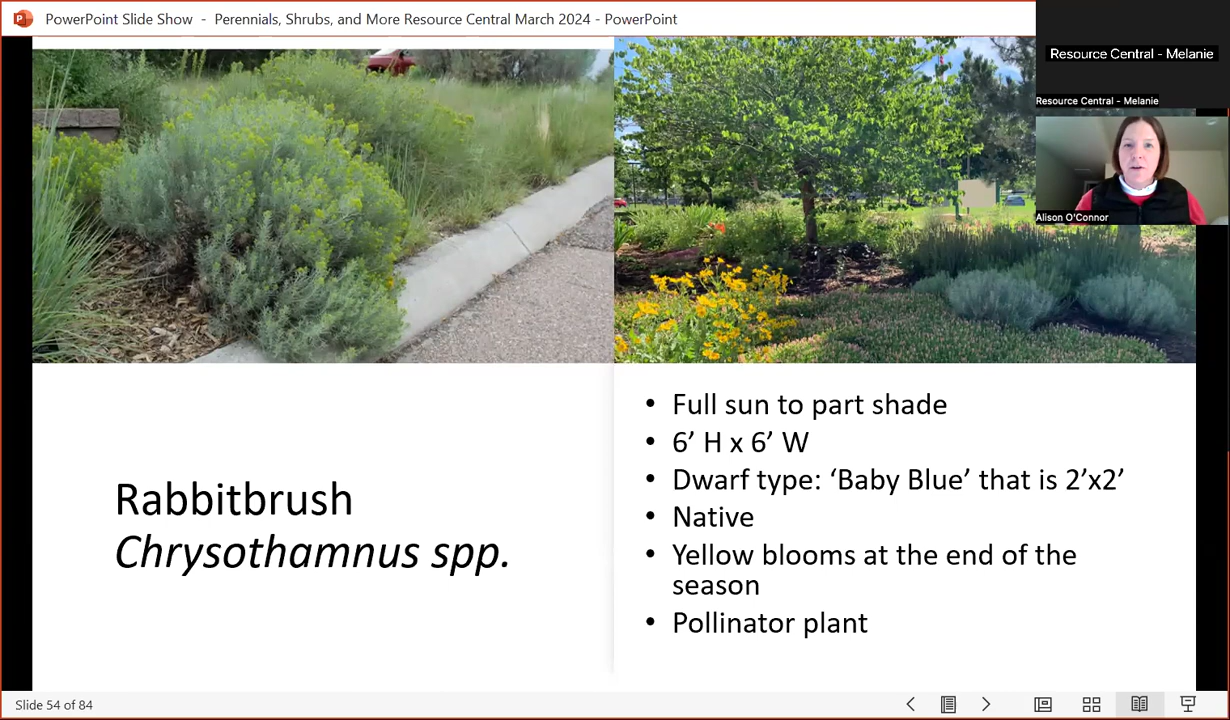 PowerPoint Slide Show - Perennials, Shrubs, and More Resource Central March 2024 - PowerPoint
Resource Central - Melanie
Resource Central - Melanie
Alison O'Connor
Rabbitbrush
Chrysothamnus spp.
• Full sun to part shade
• 6’ H x 6’ W
• Dwarf type: ‘Baby Blue’ that is 2’x2’
• Native
• Yellow blooms at the end of the
season
• Pollinator plant
Slide 54 of 84